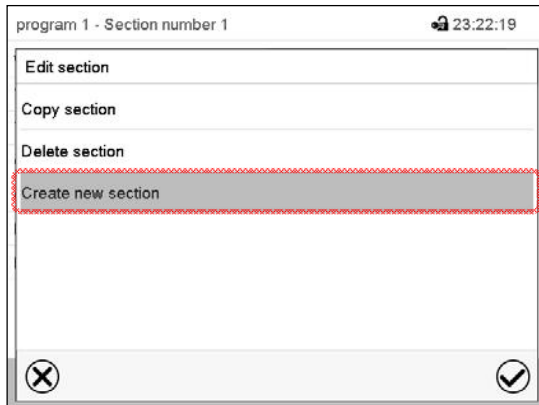 program 1 - Section number 1 23:22:19
Edit section
Copy section
Delete section
Create new section